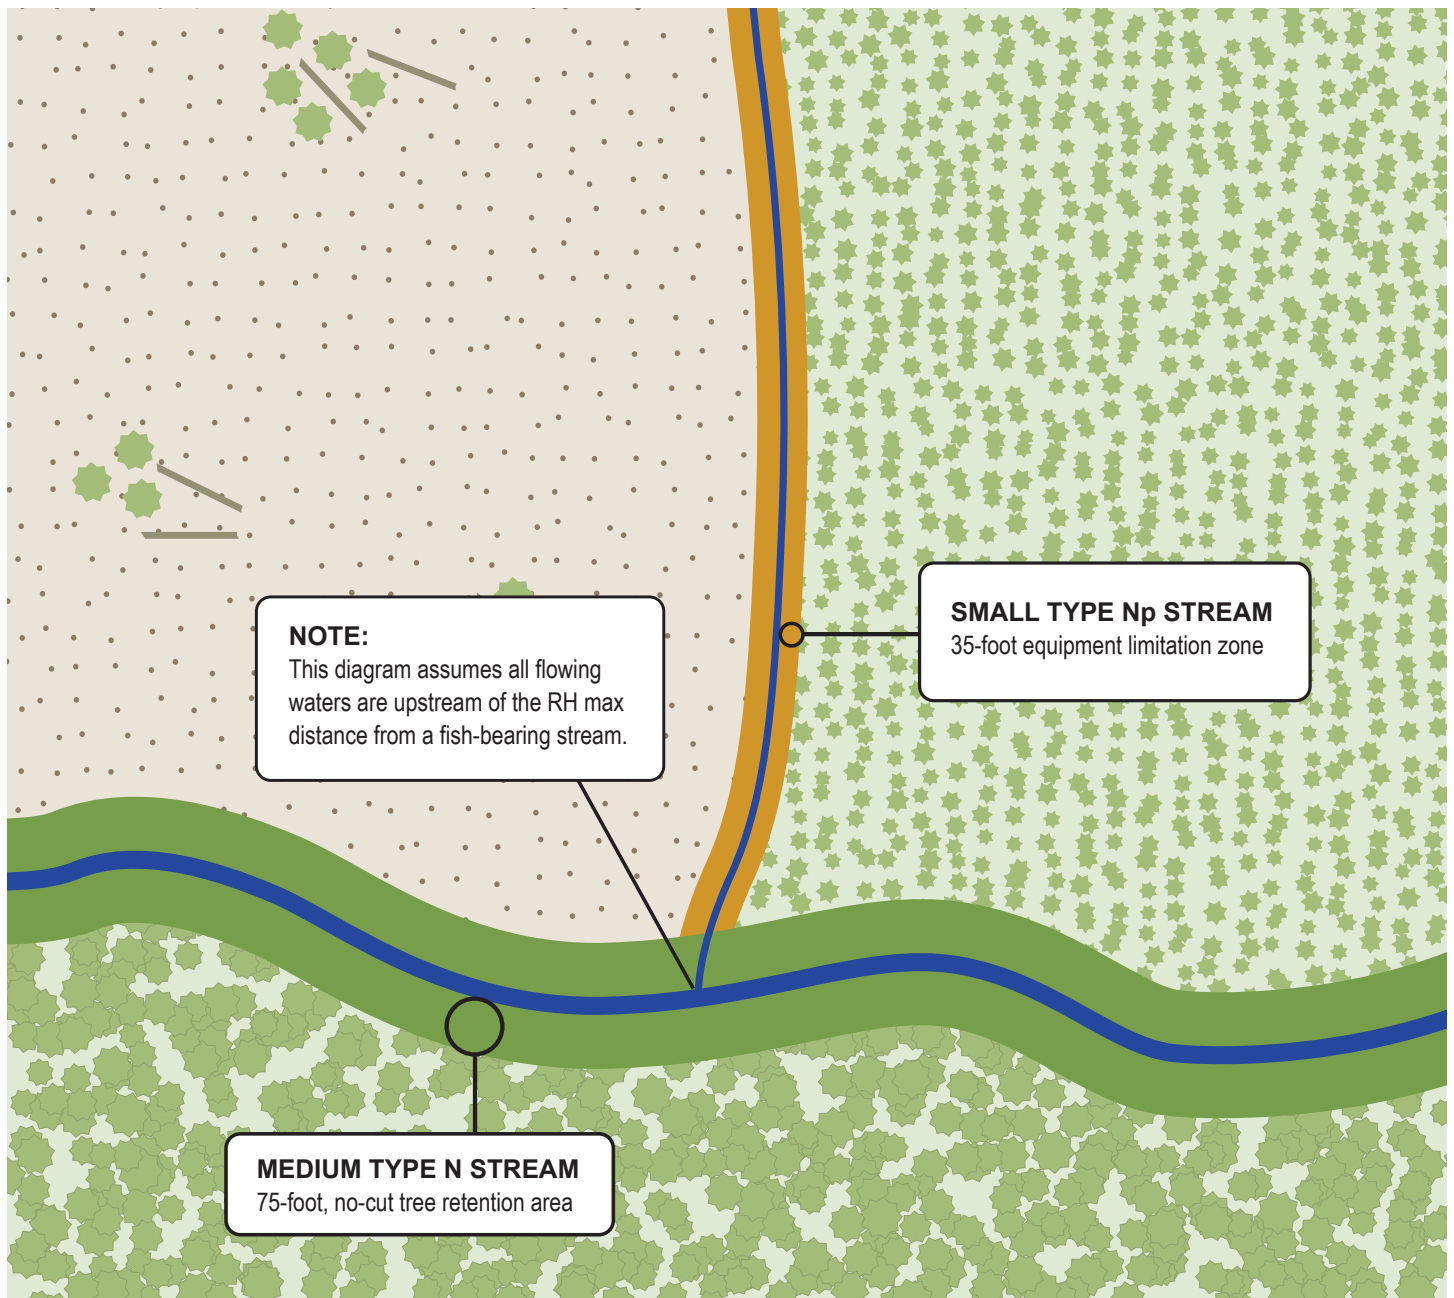 NOTE:
This diagram assumes all flowing
waters are upstream of the RH max
distance from a fish-bearing stream.
SMALL TYPE Np STREAM
35-foot equipment limitation zone
MEDIUM TYPE N STREAM
75-foot, no-cut tree retention area